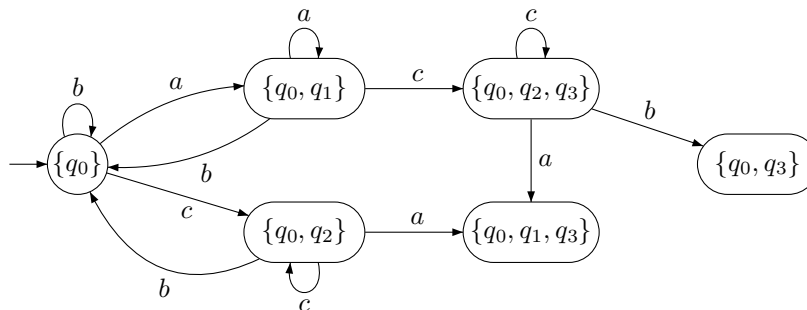 a
c
b
{q₀, q₁}
c
{q₀, q₂, q₃}
a
b
{q₀}
b
a
{q₀, q₃}
c
{q₀, q₂}
a
{q₀, q₁, q₃}
b
c